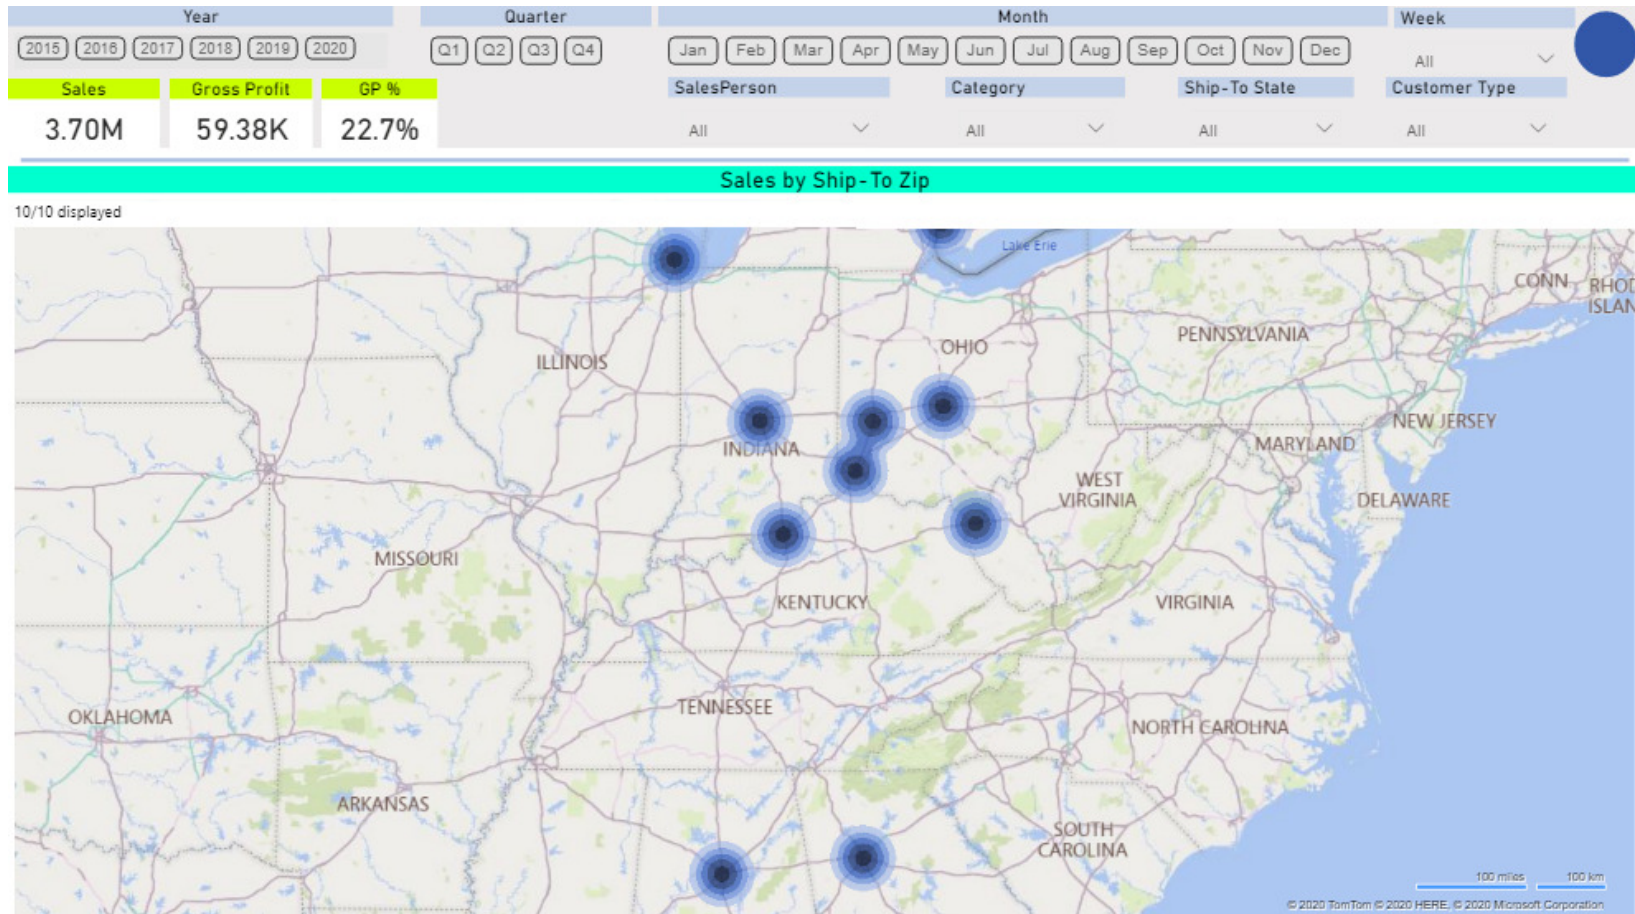 Year Quarter Month Week
2015 2016 2017 2018 2019 2020 Q1 Q2 Q3 Q4 Jan Feb Mar Apr May Jun Jul Aug Sep Oct Nov Dec All
Sales Gross Profit GP % SalesPerson Category Ship-To State Customer Type
3.70M 59.38K 22.7% All All All All
Sales by Ship-To Zip
10/10 displayed
Lake Erie
CONN
RHOD
ISLAN
PENNSYLVANIA
OHIO
ILLINOIS
NEW JERSEY
MARYLAND
INDIANA
WEST
VIRGINIA
DELAWARE
MISSOURI
KENTUCKY
VIRGINIA
TENNESSEE
OKLAHOMA
NORTH CAROLINA
ARKANSAS
SOUTH
CAROLINA
100 miles 100 km
© 2020 TomTom © 2020 HERE, © 2020 Microsoft Corporation